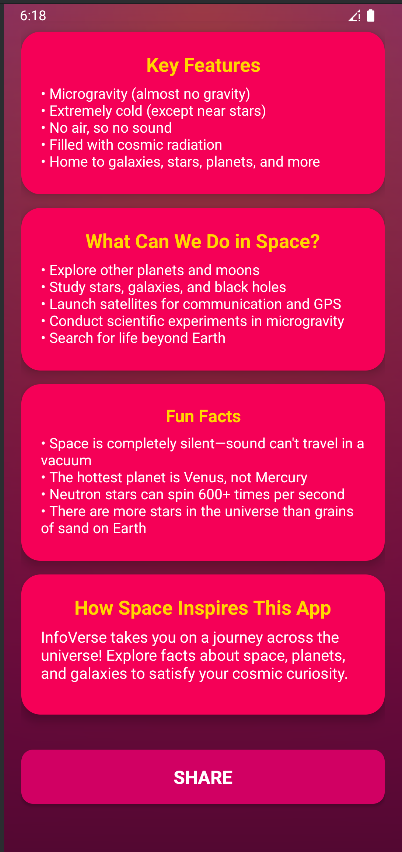 6:18
Key Features
• Microgravity (almost no gravity)
• Extremely cold (except near stars)
• No air, so no sound
• Filled with cosmic radiation
• Home to galaxies, stars, planets, and more
What Can We Do in Space?
• Explore other planets and moons
• Study stars, galaxies, and black holes
• Launch satellites for communication and GPS
• Conduct scientific experiments in microgravity
• Search for life beyond Earth
Fun Facts
• Space is completely silent—sound can't travel in a
vacuum
• The hottest planet is Venus, not Mercury
• Neutron stars can spin 600+ times per second
• There are more stars in the universe than grains
of sand on Earth
How Space Inspires This App
InfoVerse takes you on a journey across the
universe! Explore facts about space, planets,
and galaxies to satisfy your cosmic curiosity.
SHARE